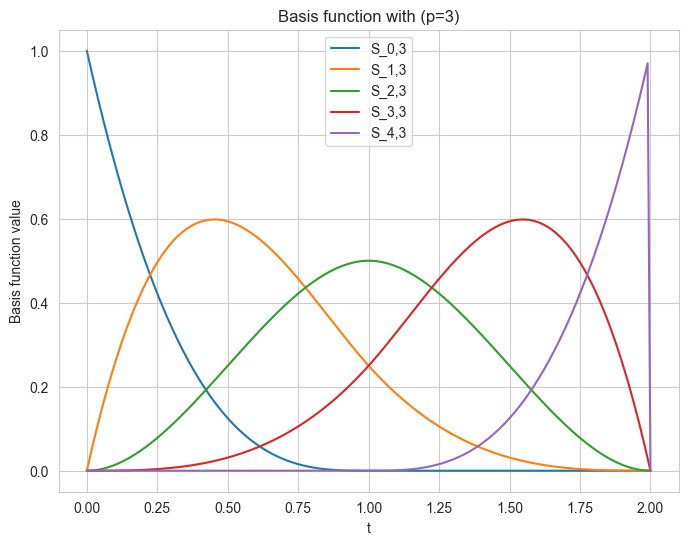 Basis function with (p=3)
S_0,3
S_1,3
S_2,3
S_3,3
S_4,3
Basis function value
1.0
0.8
0.6
0.4
0.2
0.0
0.00 0.25 0.50 0.75 1.00 1.25 1.50 1.75 2.00
t